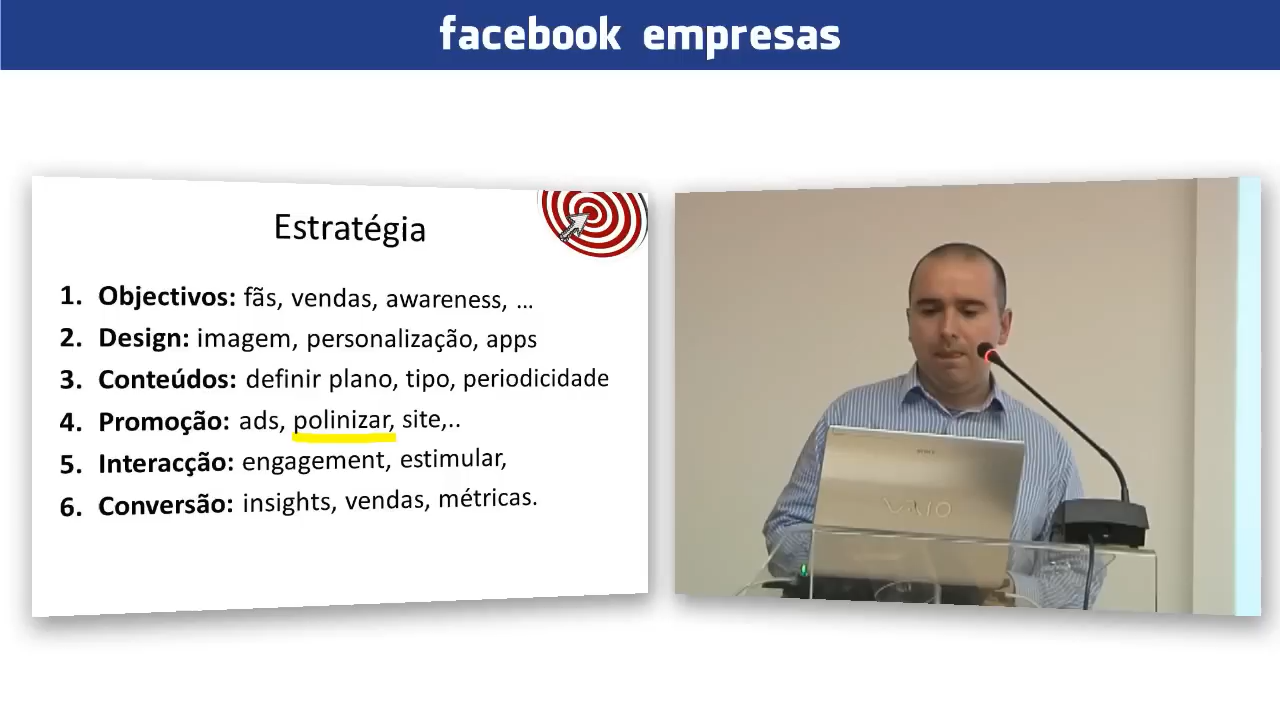 facebook empresas
Estratégia
1. Objectivos: fãs, vendas, awareness, ...
2. Design: imagem, personalização, apps
3. Conteúdos: definir plano, tipo, periodicidade
4. Promoção: ads, polinizar, site,..
5. Interacção: engagement, estimular,
6. Conversão: insights, vendas, métricas.
VAIO